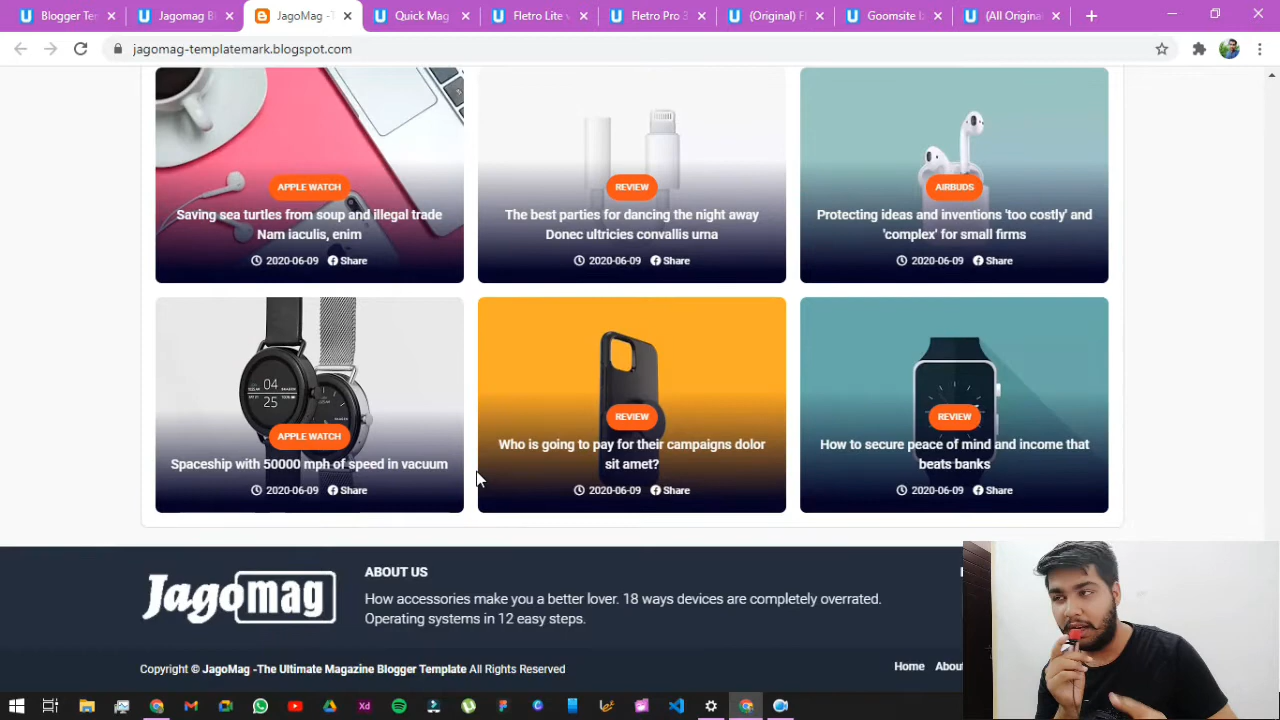 Blogger Te
Jagomag B
JagoMag -T
Quick Mag
Fletro Lite v
Fletro Pro 3
(Original) Fl
Goomsite
(All Origina
jagomag-templatemark.blogspot.com
APPLE WATCH
Saving sea turtles from soup and illegal trade
Nam iaculis, enim
2020-06-09 Share
REVIEW
The best parties for dancing the night away
Donec ultricies convallis urna
2020-06-09 Share
AIRBUDS
Protecting ideas and inventions 'too costly' and
'complex' for small firms
2020-06-09 Share
04
25
APPLE WATCH
Spaceship with 50000 mph of speed in vacuum
2020-06-09 Share
REVIEW
Who is going to pay for their campaigns dolor
sit amet?
2020-06-09 Share
REVIEW
How to secure peace of mind and income that
beats banks
2020-06-09 Share
Jagomag
ABOUT US
How accessories make you a better lover. 18 ways devices are completely overrated.
Operating systems in 12 easy steps.
Copyright © JagoMag -The Ultimate Magazine Blogger Template All Rights Reserved
Home Abou
Xd